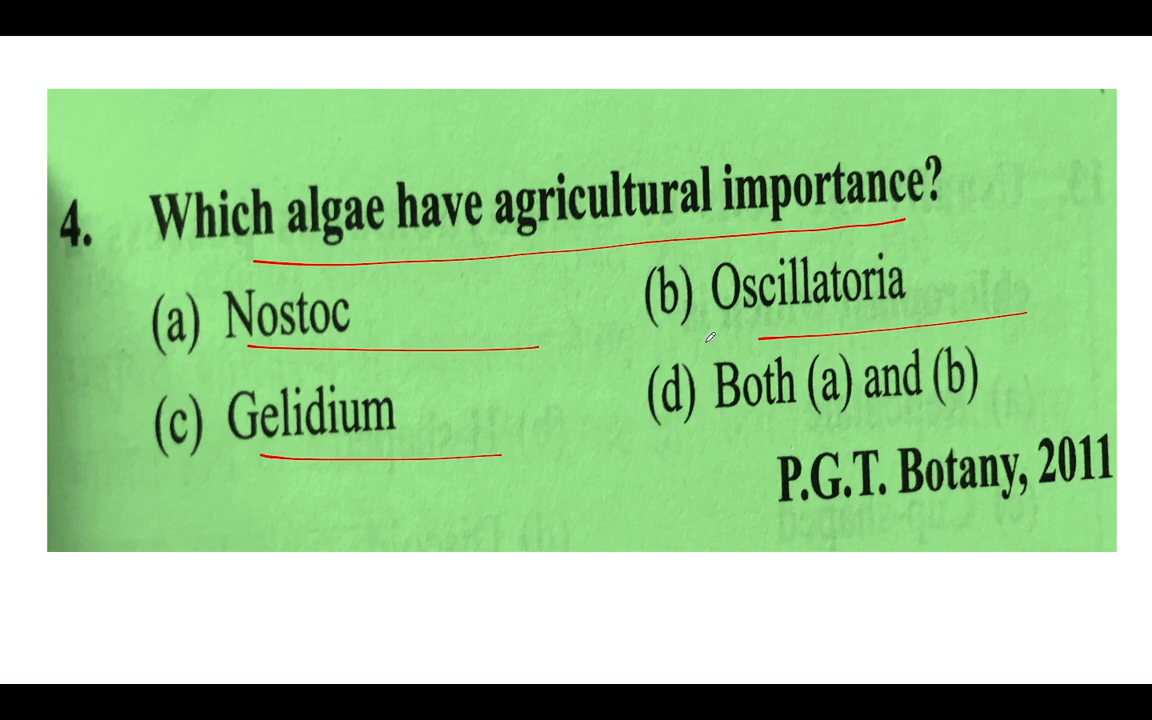 4. Which algae have agricultural importance?
(a) Nostoc (b) Oscillatoria
(c) Gelidium (d) Both (a) and (b)
P.G.T. Botany, 2011